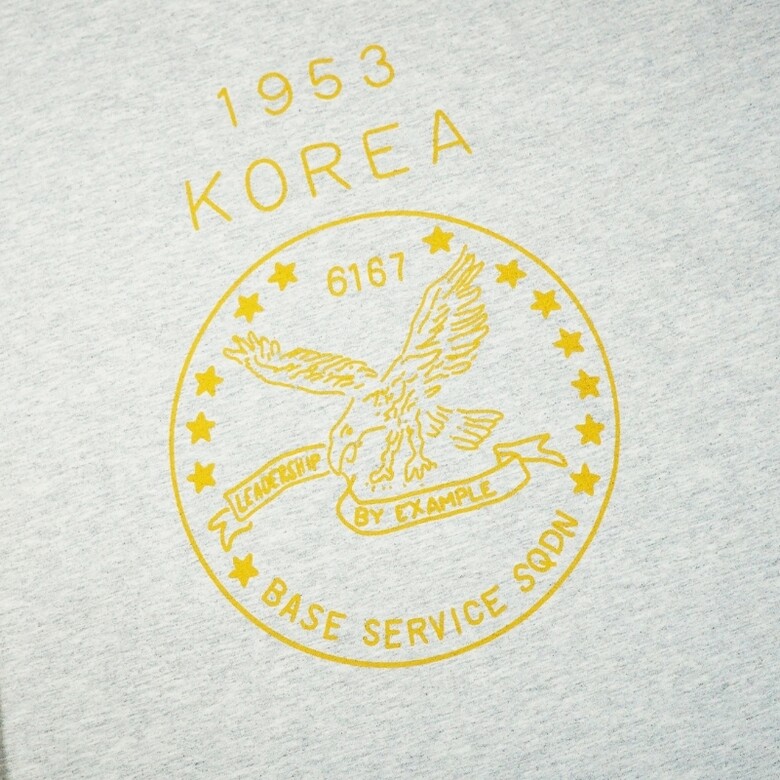 1953
KOREA
6167
LEADERSHIP
BY EXAMPLE
BASE SERVICE SQDN